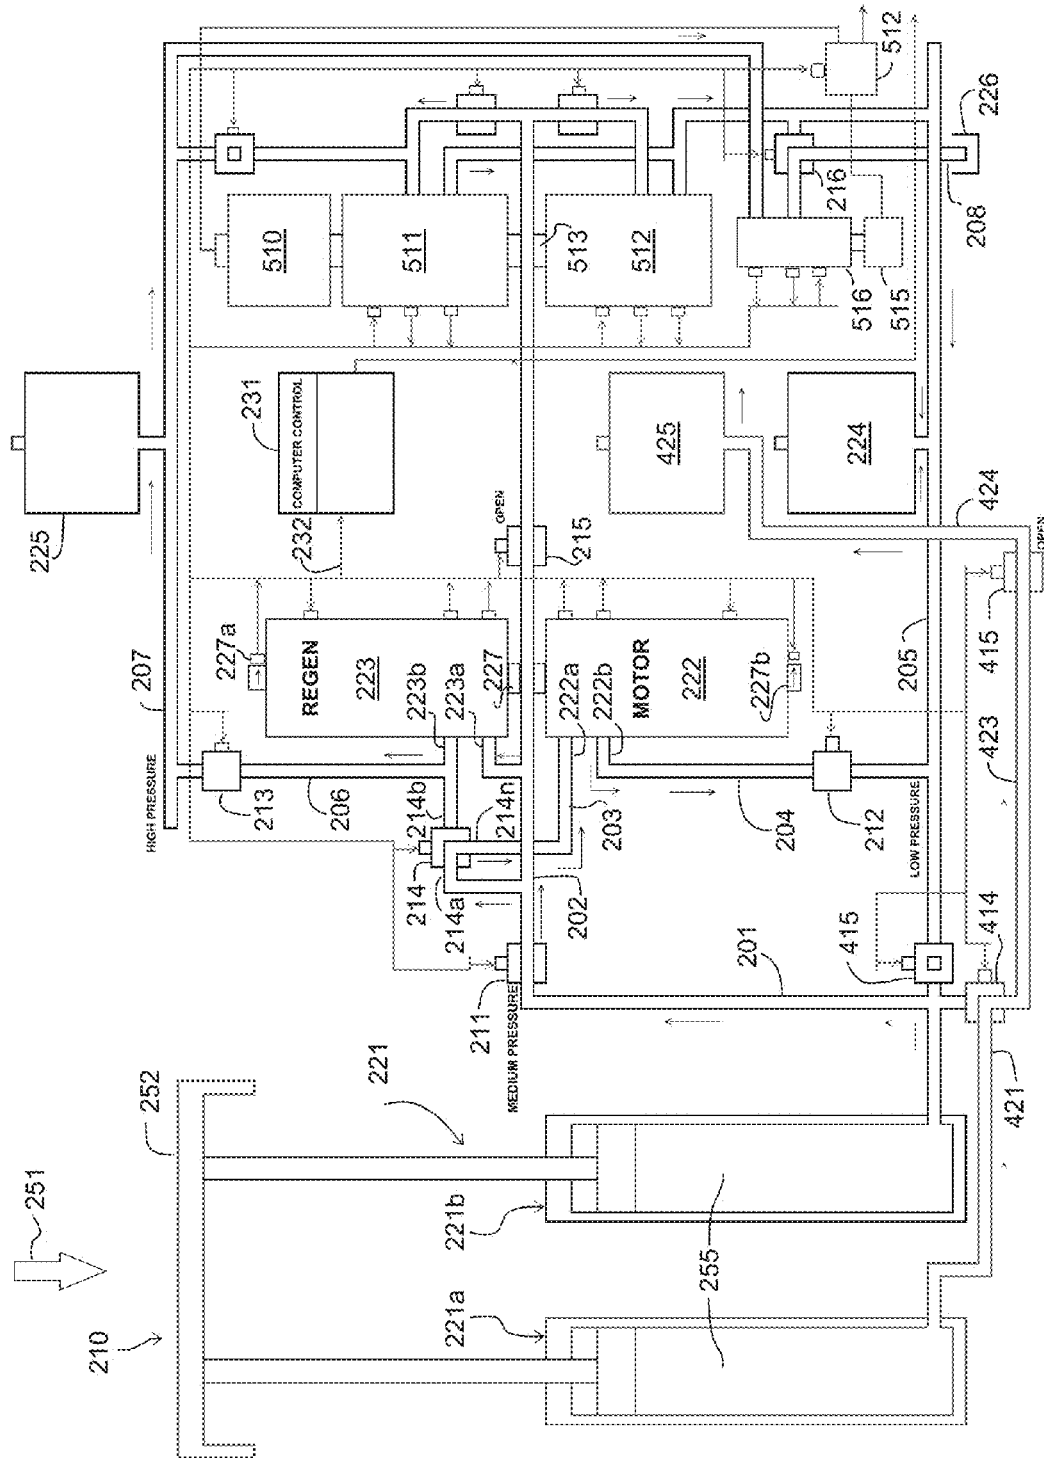 210
251
252
221
221a
221b
255
421
201
MEDIUM PRESSURE
211
202
214a
214
214b
214n
203
204
LOW PRESSURE
212
415
414
423
415
OPEN
424
205
HIGH PRESSURE
207
213
206
227a
REGEN
223
223b
223a
227
222a
222b
MOTOR
222
227b
225
232
231
COMPUTER CONTROL
OPEN
215
425
224
510
511
513
512
516
515
216
208
226
512